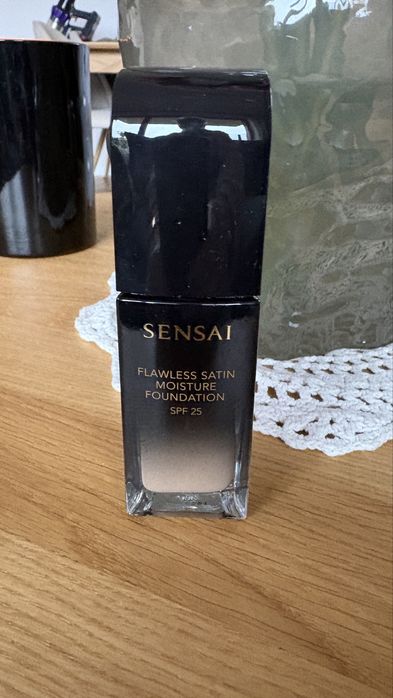 SENSAI
FLAWLESS SATIN
MOISTURE
FOUNDATION
SPF 25